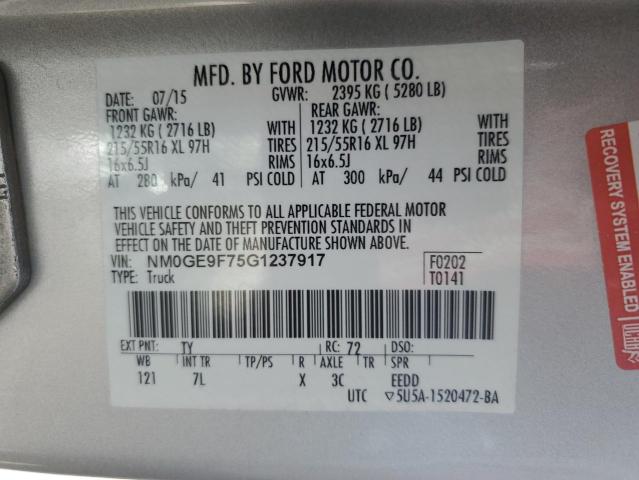 MFD. BY FORD MOTOR CO.
DATE: 07/15 GVWR: 2395 KG ( 5280 LB)
FRONT GAWR: REAR GAWR:
1232 KG ( 2716 LB) WITH 1232 KG ( 2716 LB) WITH
215/55R16 XL 97H TIRES 215/55R16 XL 97H TIRES
16x6.5J RIMS 16x6.5J RIMS
AT 280 kPa/ 41 PSI COLD AT 300 kPa/ 44 PSI COLD
THIS VEHICLE CONFORMS TO ALL APPLICABLE FEDERAL MOTOR
VEHICLE SAFETY AND THEFT PREVENTION STANDARDS IN
EFFECT ON THE DATE OF MANUFACTURE SHOWN ABOVE.
VIN: NM0GE9F75G1237917 F0202
TYPE: Truck T0141
EXT PNT: TY RC: 72 DSO:
WB INT TR TP/PS R AXLE TR SPR
121 7L X 3C EEDD
UTC ▽5U5A-1520472-BA
RECOVERY SYSTEM ENABLED